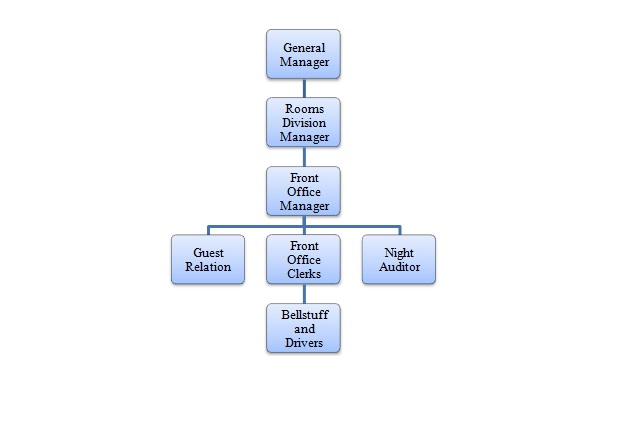 General
Manager
Rooms
Division
Manager
Front
Office
Manager
Guest
Relation
Front
Office
Clerks
Night
Auditor
Bellstuff
and
Drivers